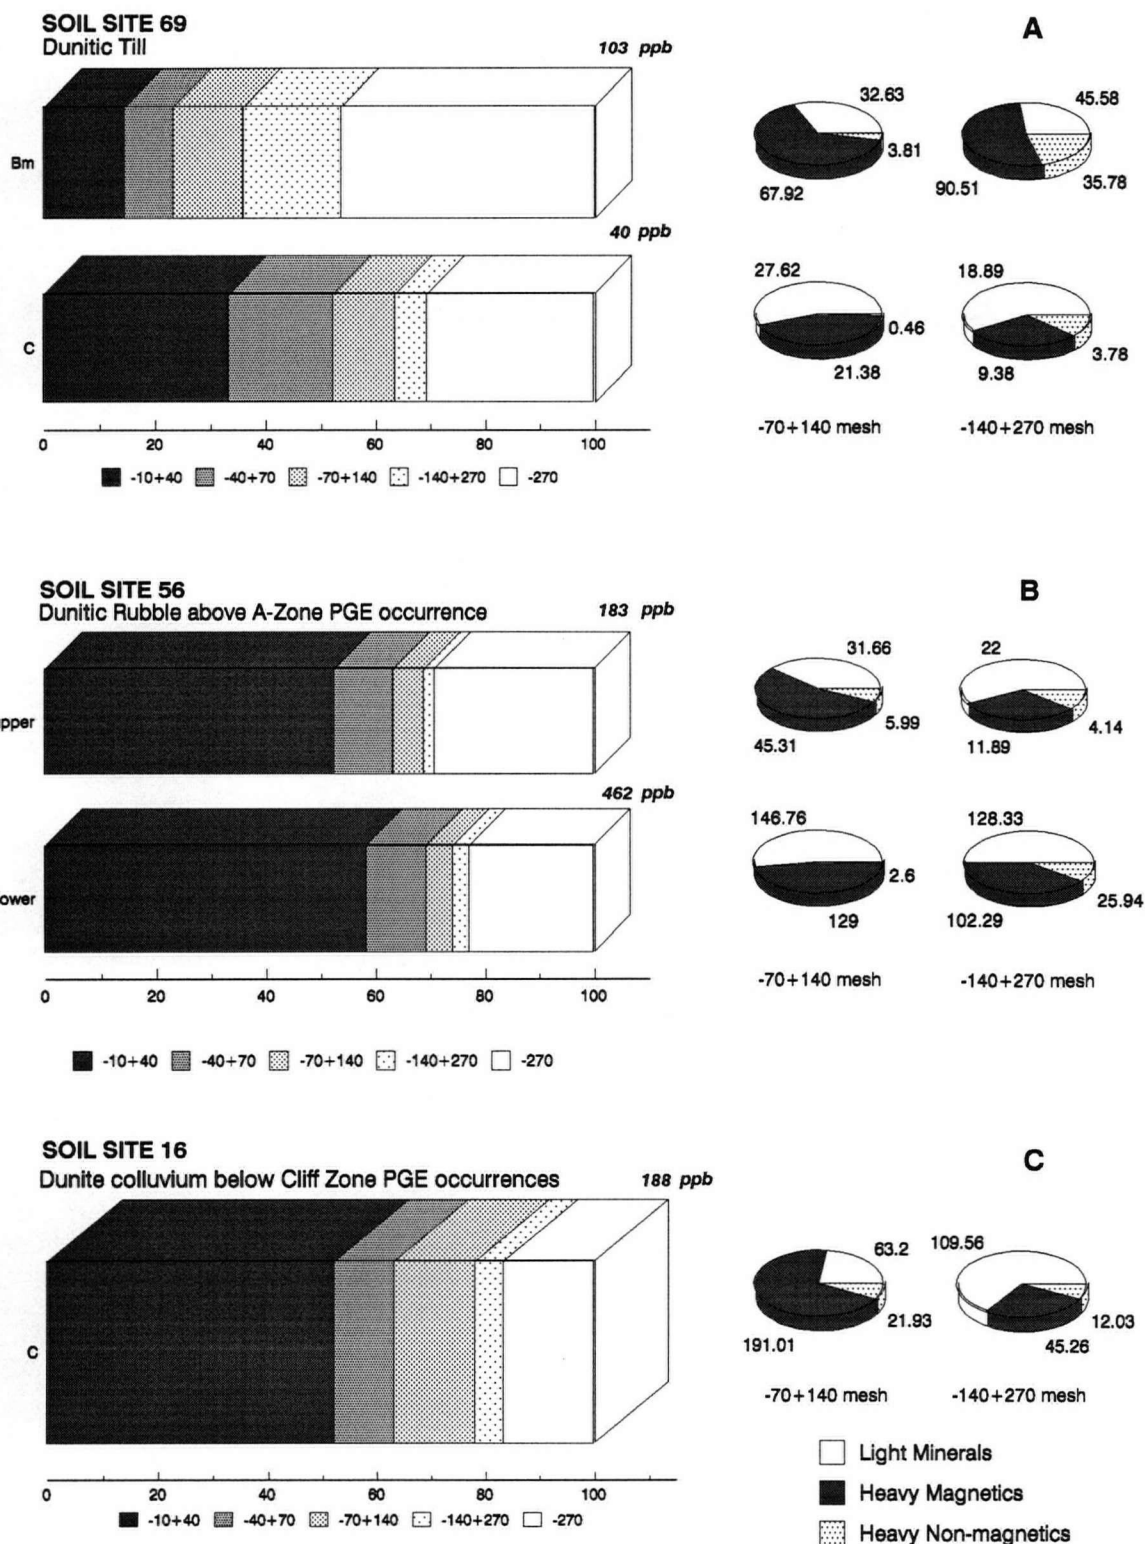 SOIL SITE 69
Dunitic Till
103 ppb
A
Bm
32.63
3.81
67.92
45.58
35.78
90.51
40 ppb
C
27.62
0.46
21.38
18.89
3.78
9.38
-70+140 mesh
-140+270 mesh
0 20 40 60 80 100
-10+40 -40+70 -70+140 -140+270 -270
SOIL SITE 56
Dunitic Rubble above A-Zone PGE occurrence
183 ppb
B
pper
31.66
5.99
45.31
22
4.14
11.89
462 ppb
ower
146.76
2.6
129
128.33
25.94
102.29
-70+140 mesh
-140+270 mesh
0 20 40 60 80 100
-10+40 -40+70 -70+140 -140+270 -270
SOIL SITE 16
Dunite colluvium below Cliff Zone PGE occurrences
188 ppb
C
C
63.2
21.93
191.01
109.56
12.03
45.26
-70+140 mesh
-140+270 mesh
0 20 40 60 80 100
-10+40 -40+70 -70+140 -140+270 -270
Light Minerals
Heavy Magnetics
Heavy Non-magnetics